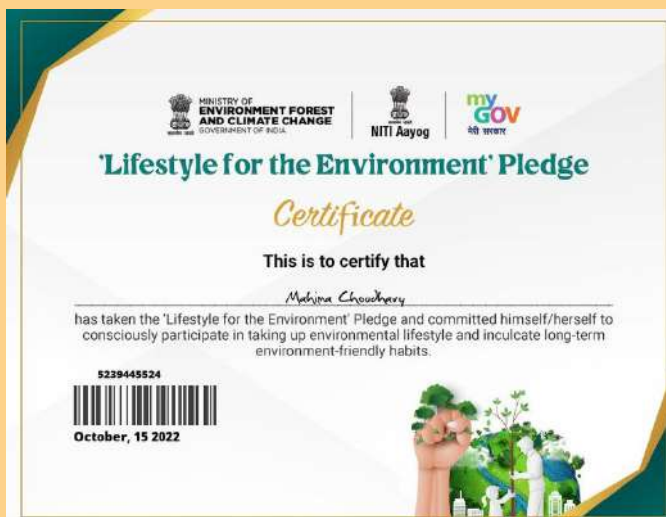 MINISTRY OF
ENVIRONMENT FOREST
AND CLIMATE CHANGE
GOVERNMENT OF INDIA
NITI Aayog
my
GOV
मेरी सरकार
'Lifestyle for the Environment' Pledge
Certificate
This is to certify that
Mahima Choudhary
has taken the 'Lifestyle for the Environment' Pledge and committed himself/herself to
consciously participate in taking up environmental lifestyle and inculcate long-term
environment-friendly habits.
5239445524
October, 15 2022